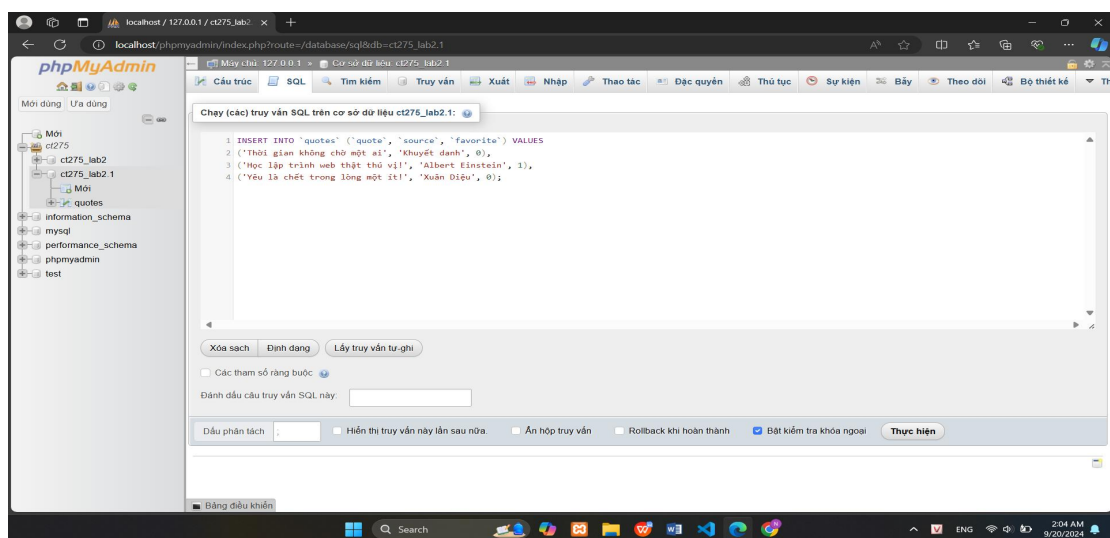 localhost / 127.0.0.1 / ct275_lab2.
localhost/phpmyadmin/index.php?route=/database/sql&db=ct275_lab2.1
phpMyAdmin
Máy chủ: 127.0.0.1 » Cơ sở dữ liệu: ct275_lab2.1
Cấu trúc SQL Tìm kiếm Truy vấn Xuất Nhập Thao tác Đặc quyền Thủ tục Sự kiện Bẫy Theo dõi Bộ thiết kế Th
Mới dùng Ưa dùng
Mới
ct275
ct275_lab2
ct275_lab2.1
Mới
quotes
information_schema
mysql
performance_schema
phpmyadmin
test
Chạy (các) truy vấn SQL trên cơ sở dữ liệu ct275_lab2.1:
1 INSERT INTO `quotes` (`quote`, `source`, `favorite`) VALUES
2 ('Thời gian không chờ một ai', 'Khuyết danh', 0),
3 ('Học lập trình web thật thú vị!', 'Albert Einstein', 1),
4 ('Yêu là chết trong lòng một ít!', 'Xuân Diệu', 0);
Xóa sạch Định dạng Lấy truy vấn tự-ghi
Các tham số ràng buộc
Đánh dấu câu truy vấn SQL này:
Dấu phân tách ; Hiển thị truy vấn này lần sau nữa. Ẩn hộp truy vấn Rollback khi hoàn thành Bật kiểm tra khóa ngoại Thực hiện
Bảng điều khiển
Search ENG 2:04 AM
9/20/2024